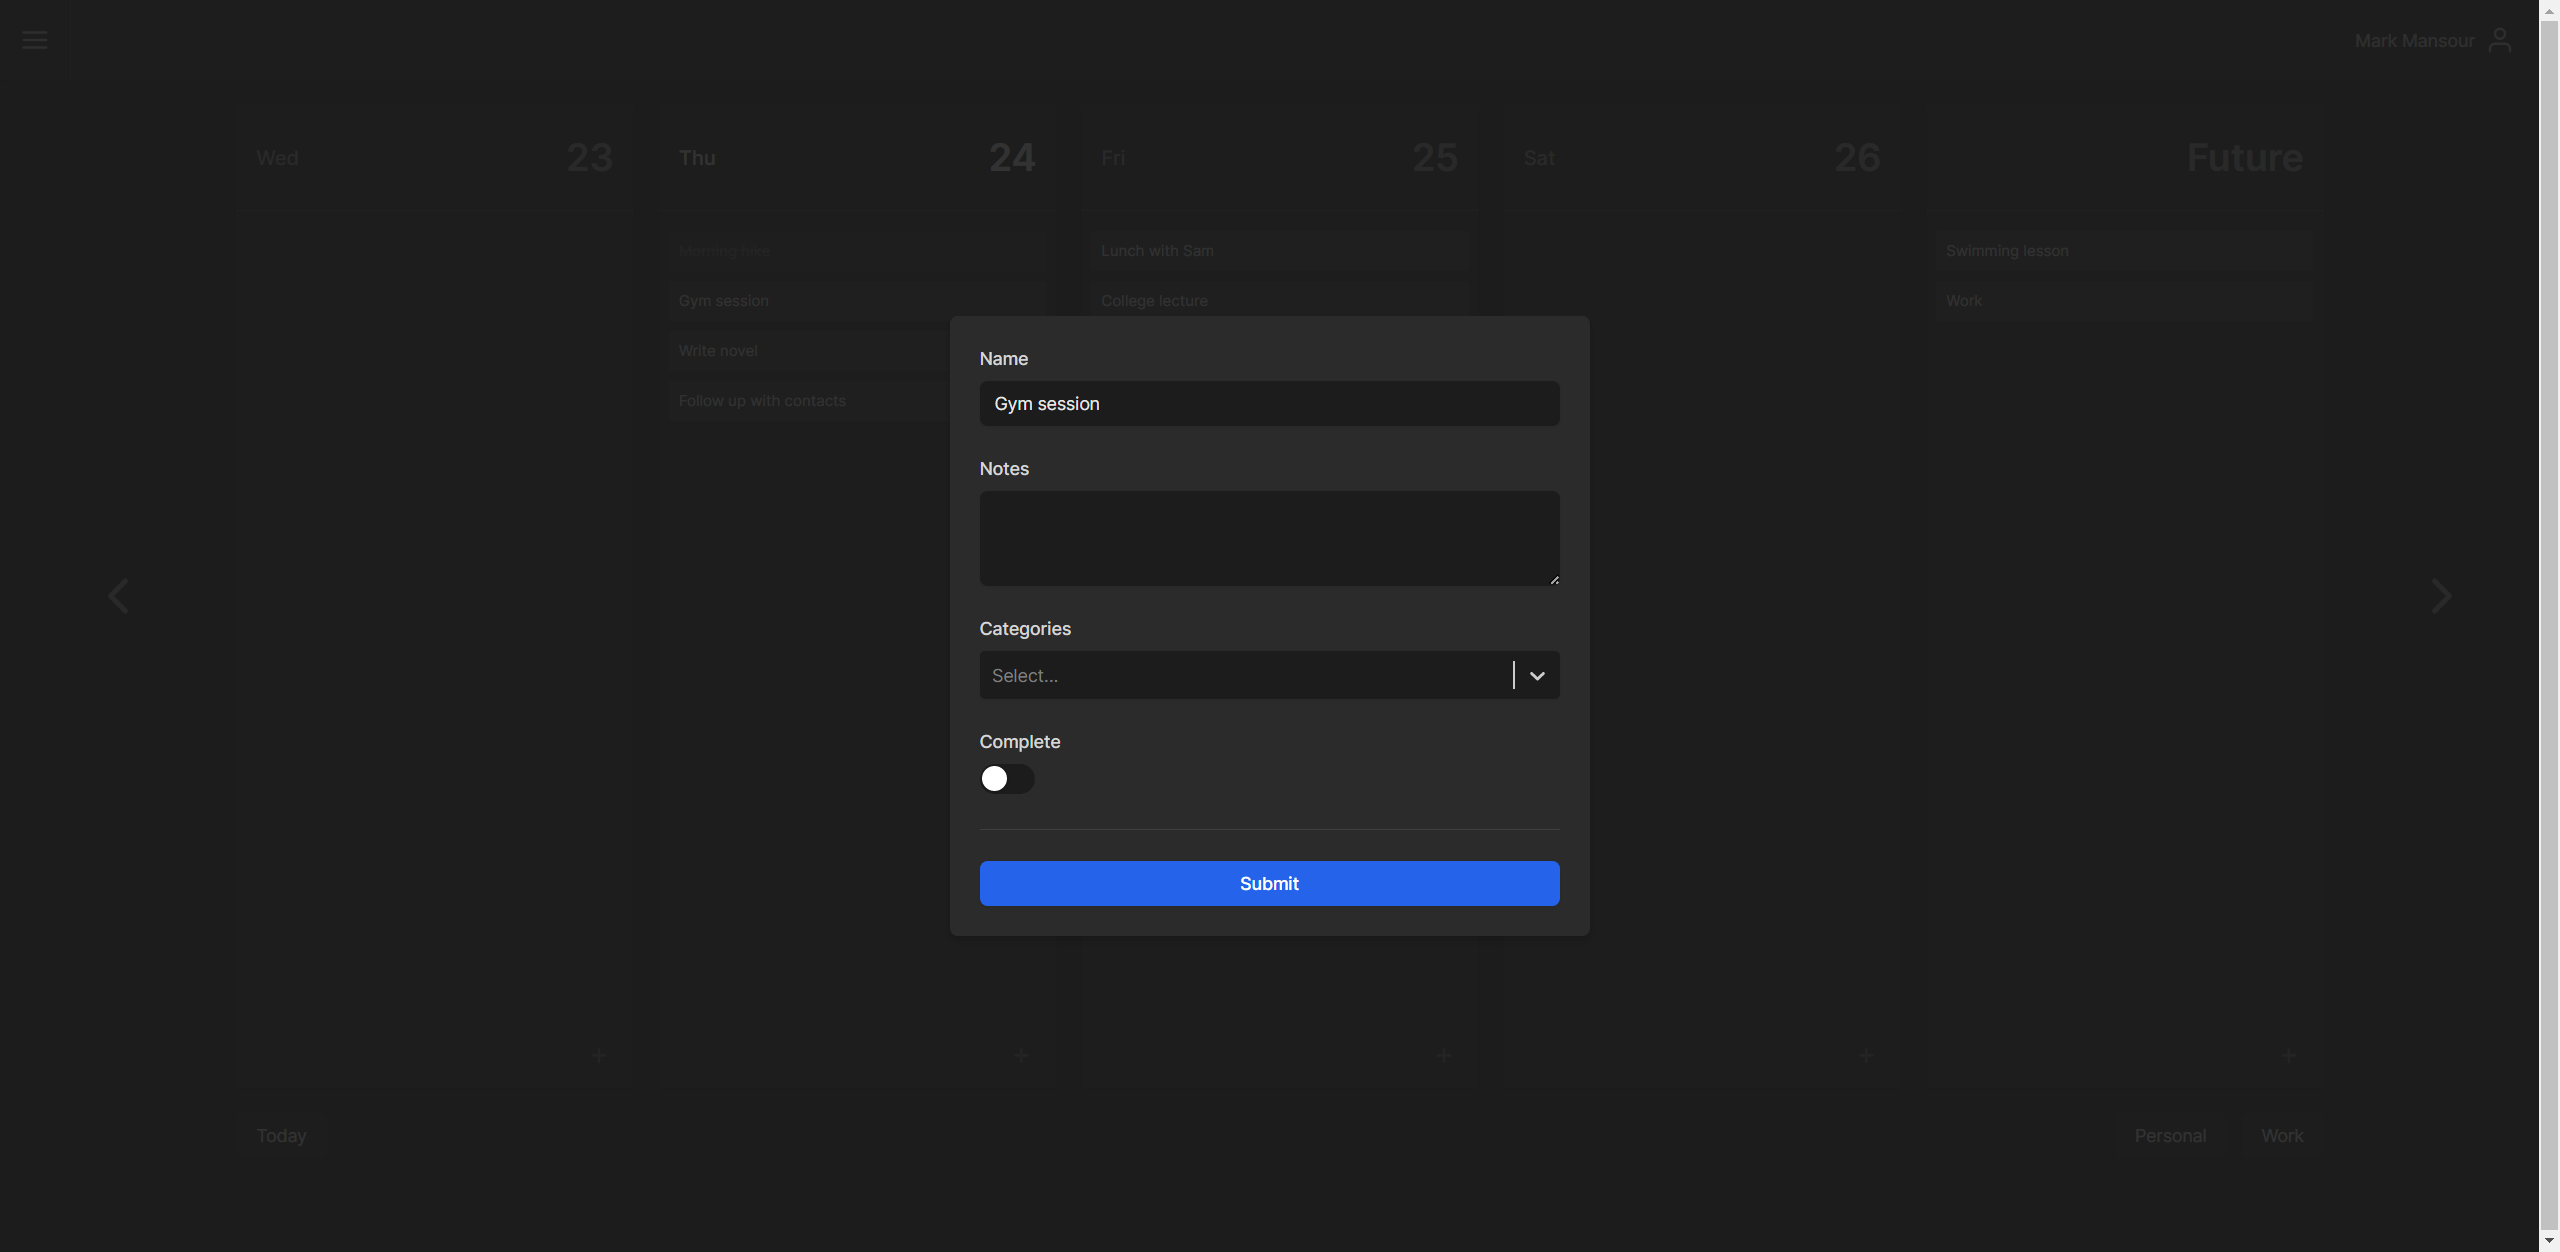 Mark Mansour
Wed 23
Thu 24
Fri 25
Sat 26
Future
Morning hike
Gym session
Write novel
Follow up with contacts
Lunch with Sam
College lecture
Swimming lesson
Work
Name
Gym session
Notes
Categories
Select...
Complete
Submit
Today
Personal
Work